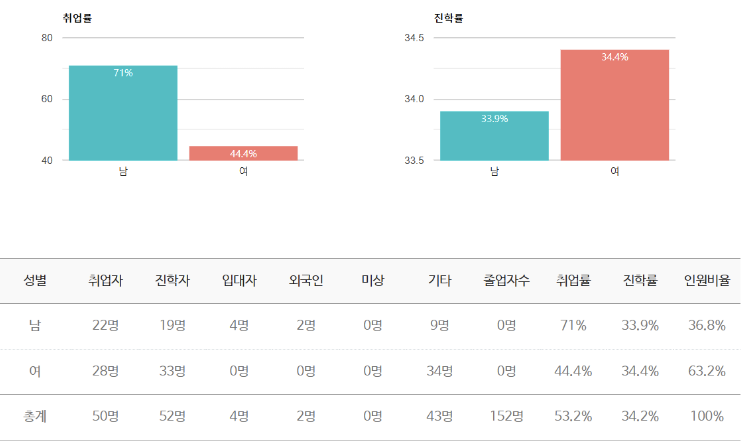 취업률
80
60
40
71%
44.4%
남
여
진학률
34.5
34.0
33.5
33.9%
34.4%
남
여
성별 취업자 진학자 입대자 외국인 미상 기타 졸업자수 취업률 진학률 인원비율
남 22명 19명 4명 2명 0명 9명 0명 71% 33.9% 36.8%
여 28명 33명 0명 0명 0명 34명 0명 44.4% 34.4% 63.2%
총계 50명 52명 4명 2명 0명 43명 152명 53.2% 34.2% 100%